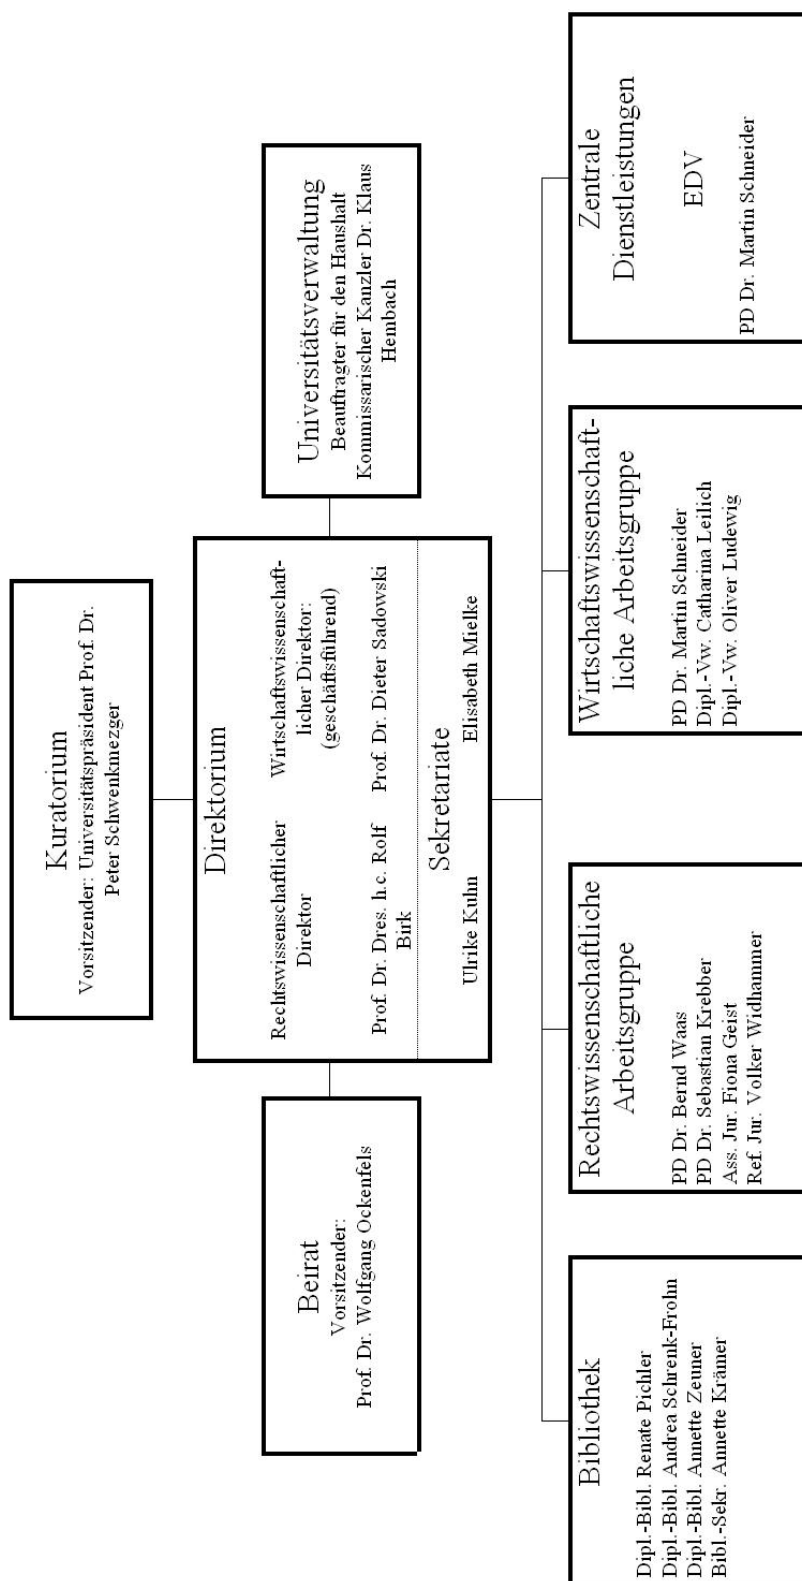 Kuratorium
Vorsitzender: Universitätspräsident Prof. Dr.
Peter Schwenkmezger
Beirat
Vorsitzender:
Prof. Dr. Wolfgang Ockenfels
Direktorium
Rechtswissenschaftlicher
Direktor
Prof. Dr. Dres. h.c. Rolf
Birk
Wirtschaftswissenschaft-
licher Direktor:
(geschäftsführend)
Prof. Dr. Dieter Sadowski
Sekretariate
Ulrike Kuhn
Elisabeth Mielke
Universitätsverwaltung
Beauftragter für den Haushalt
Kommissarischer Kanzler Dr. Klaus
Hembach
Bibliothek
Dipl.-Bibl. Renate Pichler
Dipl.-Bibl. Andrea Schrenk-Frohn
Dipl.-Bibl. Annette Zeuner
Bibl.-Sekr. Annette Krämer
Rechtswissenschaftliche
Arbeitsgruppe
PD Dr. Bernd Waas
PD Dr. Sebastian Krebber
Ass. Jur. Fiona Geist
Ref. Jur. Volker Widhammer
Wirtschaftswissenschaft-
liche Arbeitsgruppe
PD Dr. Martin Schneider
Dipl.-Vw. Catharina Leilich
Dipl.-Vw. Oliver Ludewig
Zentrale
Dienstleistungen
EDV
PD Dr. Martin Schneider